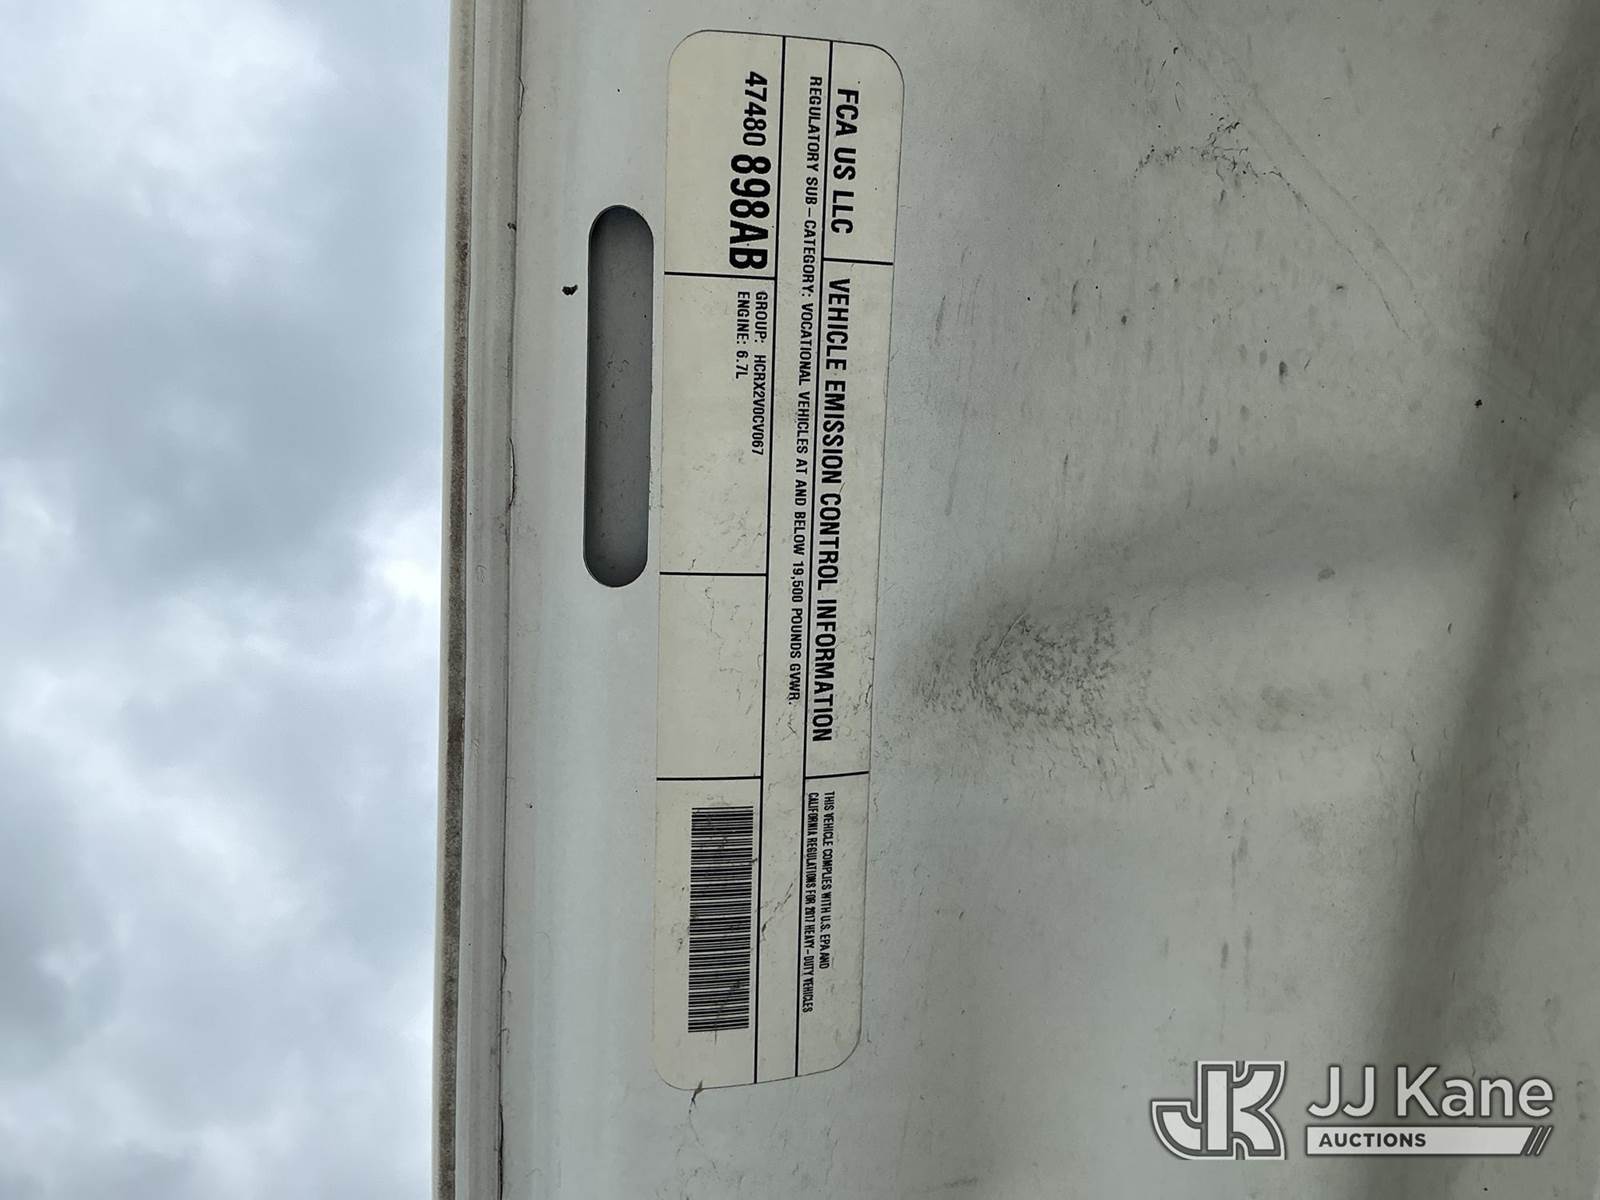 FCA US LLC
VEHICLE EMISSION CONTROL INFORMATION
THIS VEHICLE COMPLIES WITH U.S. EPA AND
CALIFORNIA REGULATIONS FOR 2017 HEAVY-DUTY VEHICLES
REGULATORY SUB-CATEGORY: VOCATIONAL VEHICLES AT AND BELOW 19,500 POUNDS GVWR.
47480 898AB
GROUP: HCRX2V0CV067
ENGINE: 6.7L
JK
JJ Kane
AUCTIONS